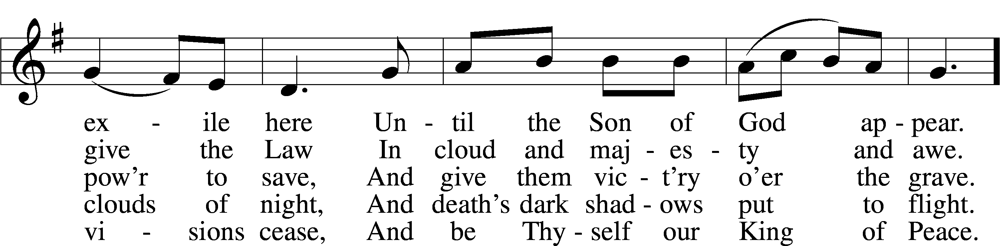 ex - ile here Un - til the Son of God ap - pear.
give the Law In cloud and maj - es - ty and awe.
pow’r to save, And give them vic - t’ry o’er the grave.
clouds of night, And death’s dark shad - ows put to flight.
vi - sions cease, And be Thy - self our King of Peace.